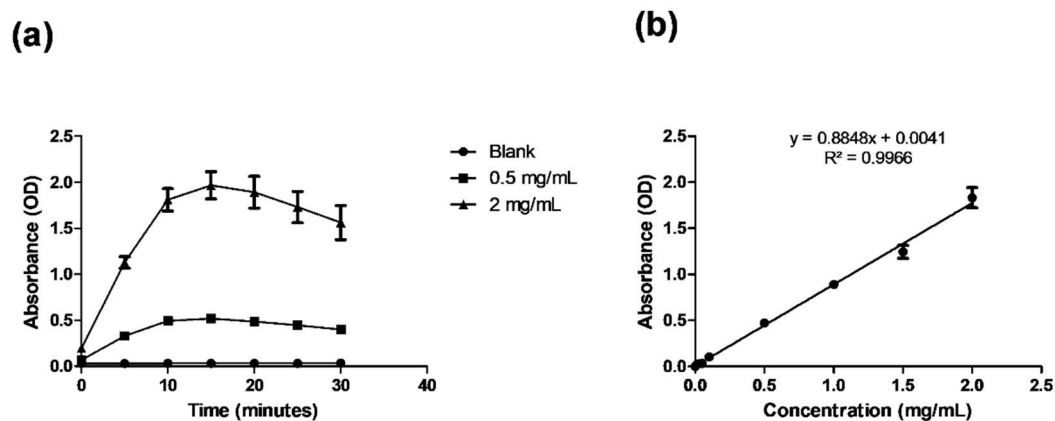 (a)
2.5
2.0
1.5
1.0
0.5
0.0
0
10
20
30
40
Absorbance (OD)
Time (minutes)
Blank
0.5 mg/mL
2 mg/mL
(b)
y = 0.8848x + 0.0041
R² = 0.9966
2.5
2.0
1.5
1.0
0.5
0.0
0.0
0.5
1.0
1.5
2.0
2.5
Absorbance (OD)
Concentration (mg/mL)